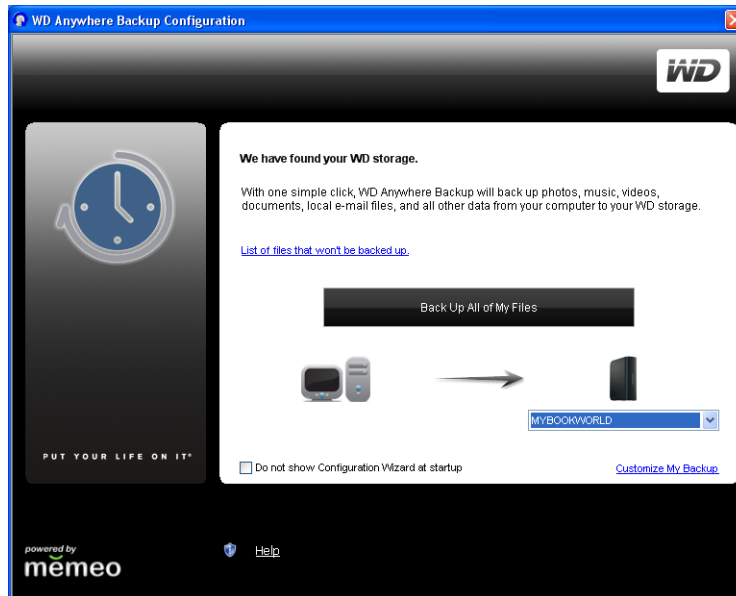 WD Anywhere Backup Configuration
WD
We have found your WD storage.
With one simple click, WD Anywhere Backup will back up photos, music, videos,
documents, local e-mail files, and all other data from your computer to your WD storage.
List of files that won't be backed up.
Back Up All of My Files
MYBOOKWORLD
PUT YOUR LIFE ON IT®
Do not show Configuration Wizard at startup
Customize My Backup
powered by
memeo
Help